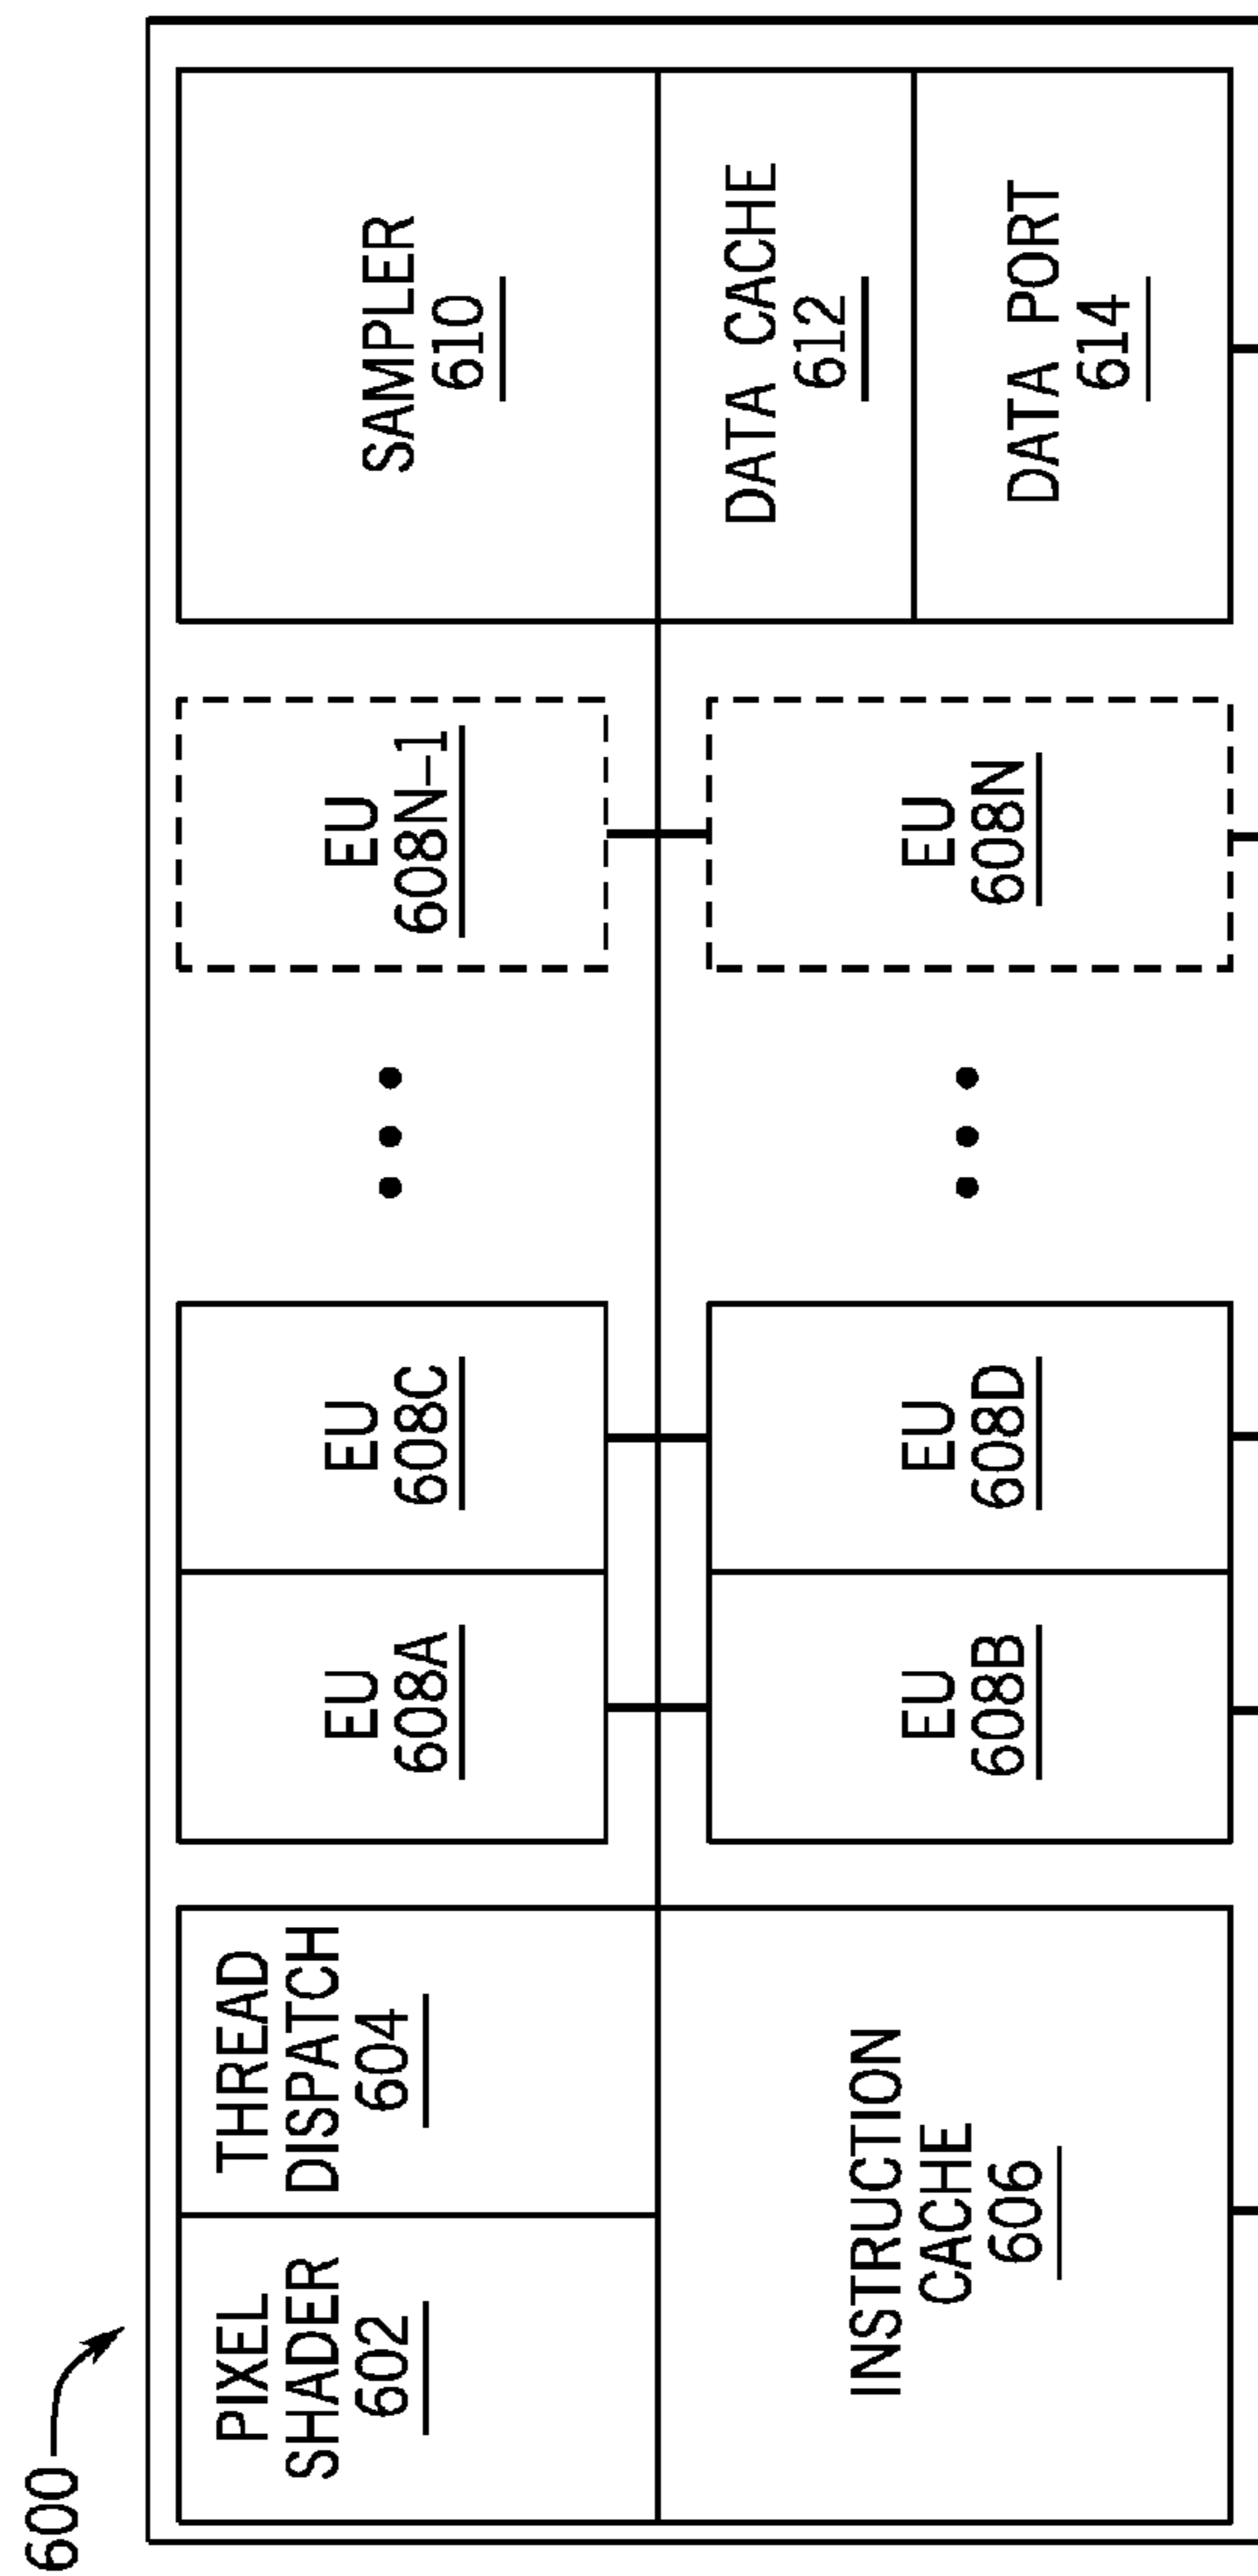 600
PIXEL
SHADER
602
THREAD
DISPATCH
604
EU
608A
EU
608C
EU
608N–1
SAMPLER
610
INSTRUCTION
CACHE
606
EU
608B
EU
608D
EU
608N
DATA CACHE
612
DATA PORT
614